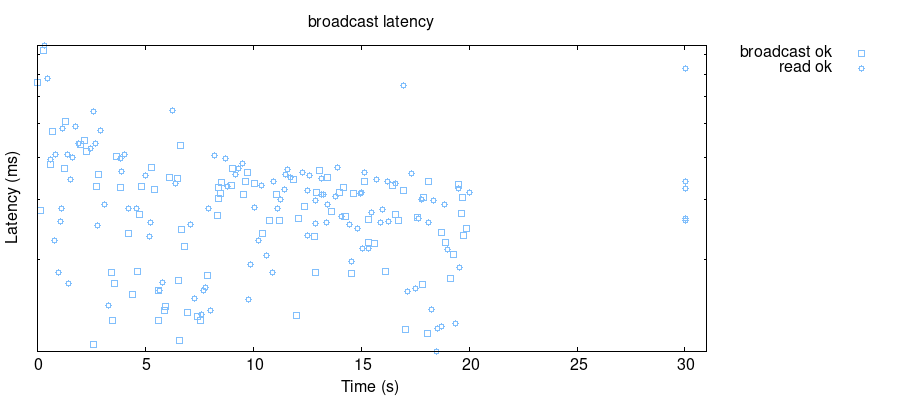 broadcast latency
broadcast ok
read ok
Latency (ms)
0 5 10 15 20 25 30
Time (s)